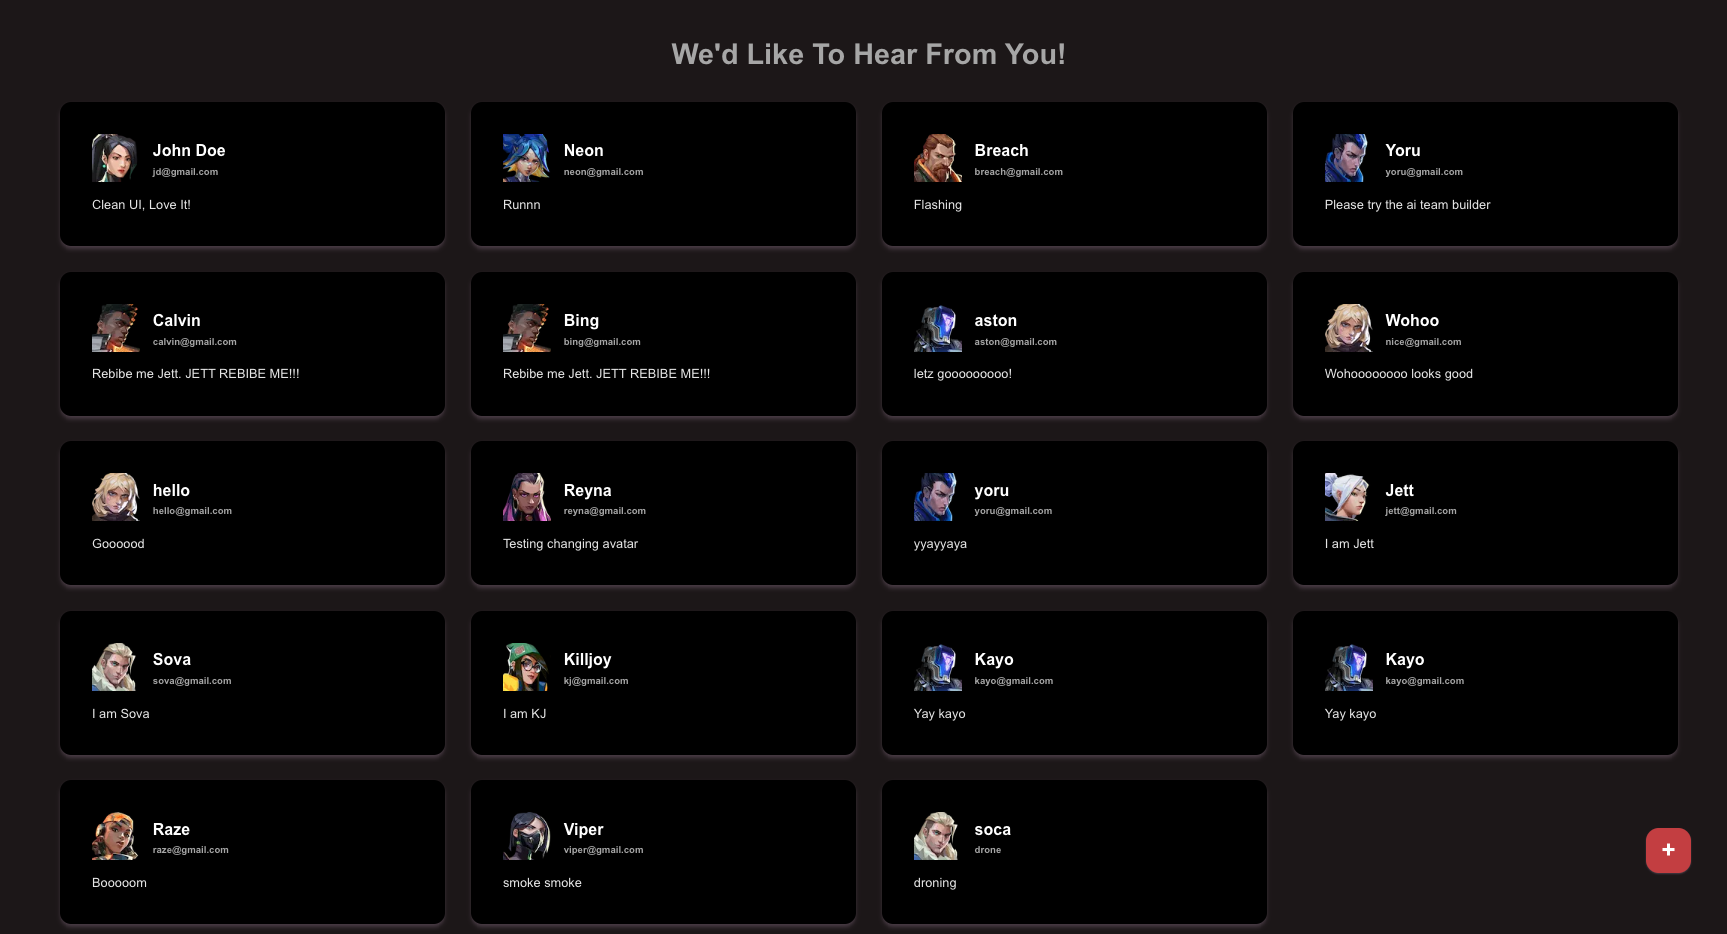 We'd Like To Hear From You!
John Doe
jd@gmail.com
Clean UI, Love It!
Neon
neon@gmail.com
Runnn
Breach
breach@gmail.com
Flashing
Yoru
yoru@gmail.com
Please try the ai team builder
Calvin
calvin@gmail.com
Rebibe me Jett. JETT REBIBE ME!!!
Bing
bing@gmail.com
Rebibe me Jett. JETT REBIBE ME!!!
aston
aston@gmail.com
letz gooooooooo!
Wohoo
nice@gmail.com
Wohoooooooo looks good
hello
hello@gmail.com
Goooood
Reyna
reyna@gmail.com
Testing changing avatar
yoru
yoru@gmail.com
yyayyaya
Jett
jett@gmail.com
I am Jett
Sova
sova@gmail.com
I am Sova
Killjoy
kj@gmail.com
I am KJ
Kayo
kayo@gmail.com
Yay kayo
Kayo
kayo@gmail.com
Yay kayo
Raze
raze@gmail.com
Booooom
Viper
viper@gmail.com
smoke smoke
soca
drone
droning
+